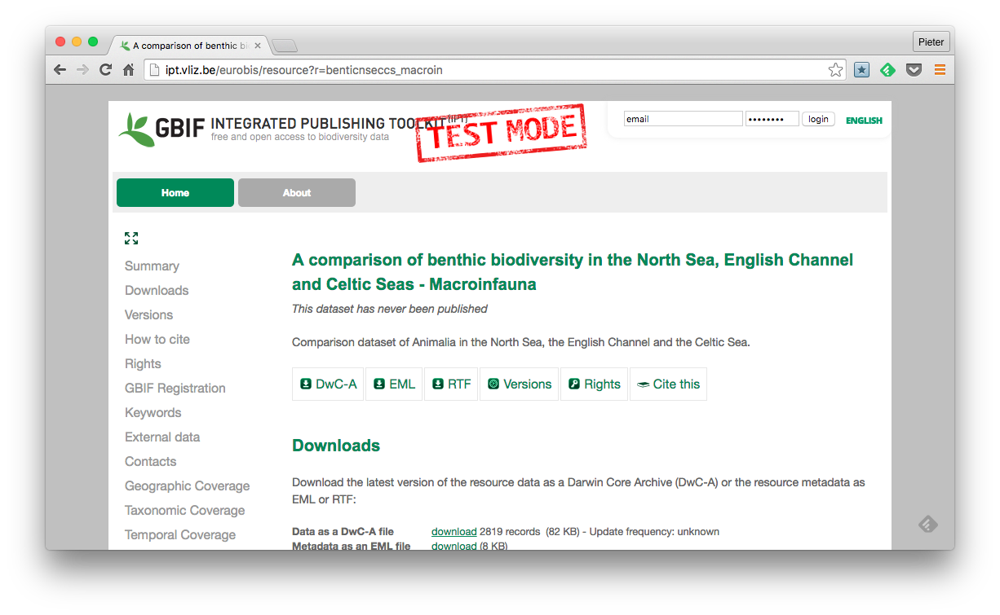 A comparison of benthic bi
Pieter
ipt.vliz.be/eurobis/resource?r=benticnseccs_macroin
GBIF INTEGRATED PUBLISHING TOOLKIT (IPT)
free and open access to biodiversity data
TEST MODE
email
login
ENGLISH
Home
About
Summary
Downloads
Versions
How to cite
Rights
GBIF Registration
Keywords
External data
Contacts
Geographic Coverage
Taxonomic Coverage
Temporal Coverage
A comparison of benthic biodiversity in the North Sea, English Channel
and Celtic Seas - Macroinfauna
This dataset has never been published
Comparison dataset of Animalia in the North Sea, the English Channel and the Celtic Sea.
DwC-A
EML
RTF
Versions
Rights
Cite this
Downloads
Download the latest version of the resource data as a Darwin Core Archive (DwC-A) or the resource metadata as
EML or RTF:
Data as a DwC-A file download 2819 records (82 KB) - Update frequency: unknown
Metadata as an EML file download (8 KB)